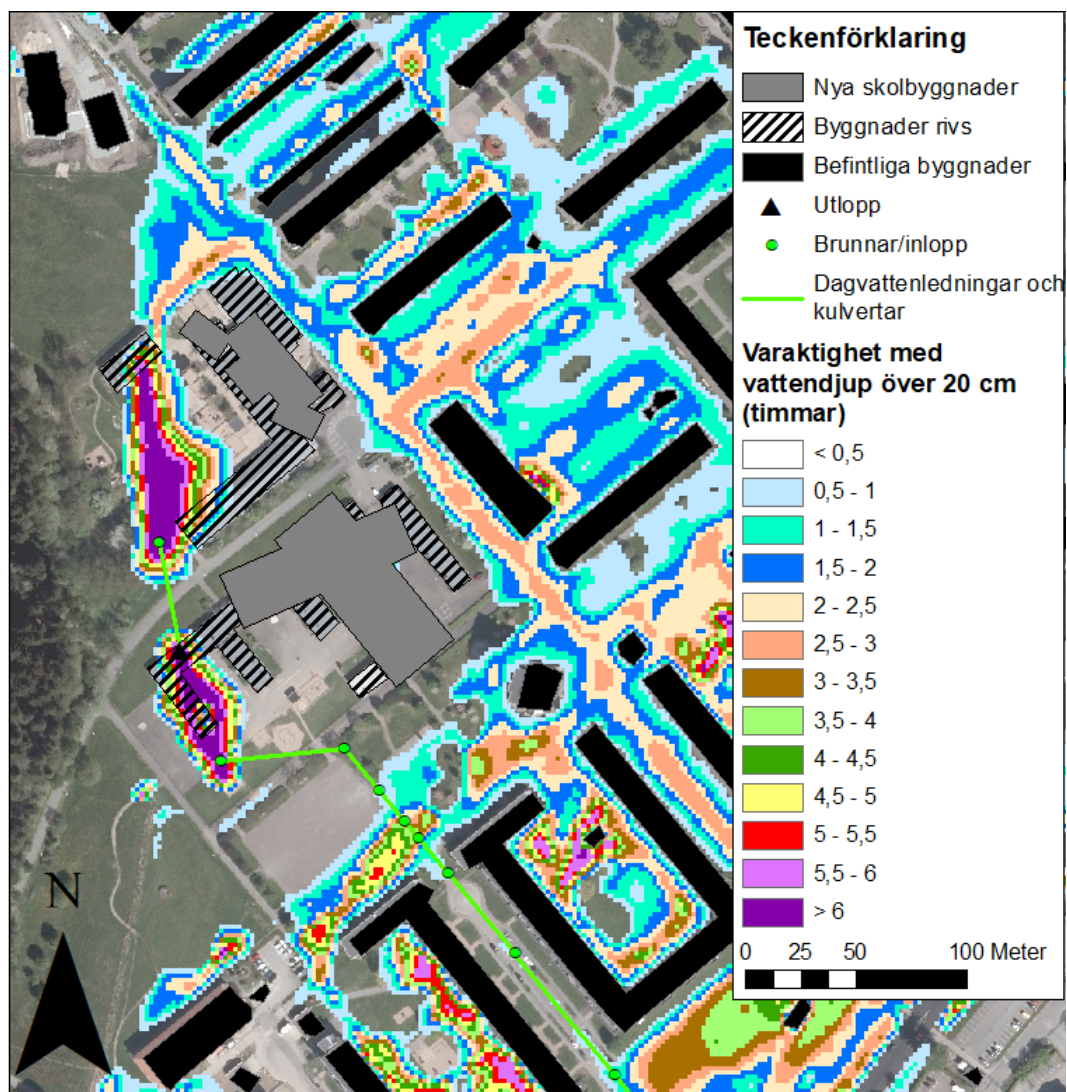 Teckenförklaring
Nya skolbyggnader
Byggnader rivs
Befintliga byggnader
Utlopp
Brunnar/inlopp
Dagvattenledningar och
kulvertar
Varaktighet med
vattendjup över 20 cm
(timmar)
< 0,5
0,5 - 1
1 - 1,5
1,5 - 2
2 - 2,5
2,5 - 3
3 - 3,5
3,5 - 4
4 - 4,5
4,5 - 5
5 - 5,5
5,5 - 6
> 6
0 25 50 100 Meter
N